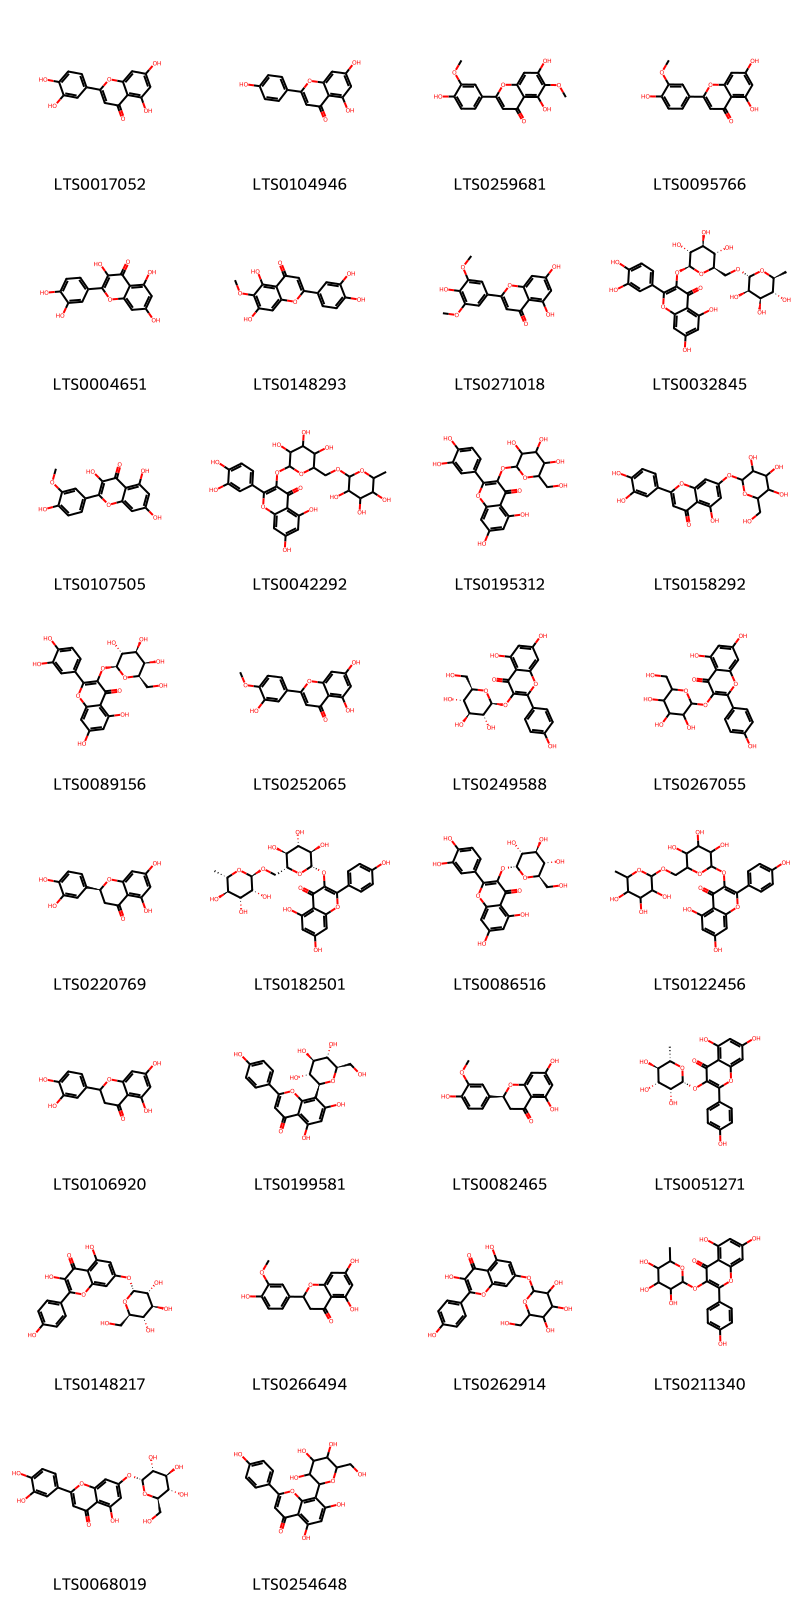 LTS0017052 LTS0104946 LTS0259681 LTS0095766
LTS0004651 LTS0148293 LTS0271018 LTS0032845
LTS0107505 LTS0042292 LTS0195312 LTS0158292
LTS0089156 LTS0252065 LTS0249588 LTS0267055
LTS0220769 LTS0182501 LTS0086516 LTS0122456
LTS0106920 LTS0199581 LTS0082465 LTS0051271
LTS0148217 LTS0266494 LTS0262914 LTS0211340
LTS0068019 LTS0254648